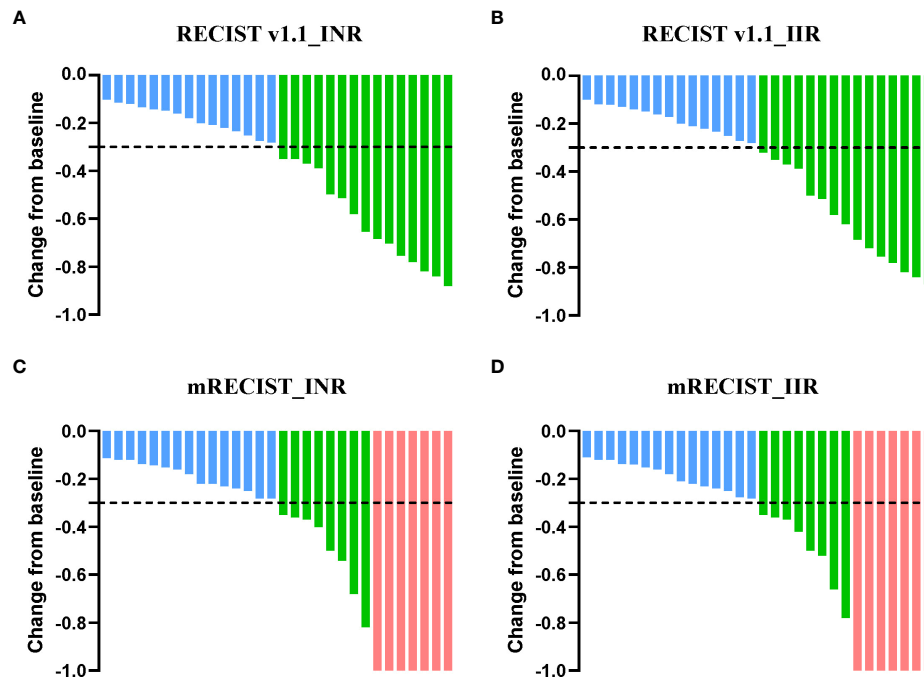 A
RECIST v1.1_INR
0.0
-0.2
-0.4
-0.6
-0.8
-1.0
Change from baseline
B
RECIST v1.1_IIR
0.0
-0.2
-0.4
-0.6
-0.8
-1.0
Change from baseline
C
mRECIST_INR
0.0
-0.2
-0.4
-0.6
-0.8
-1.0
Change from baseline
D
mRECIST_IIR
0.0
-0.2
-0.4
-0.6
-0.8
-1.0
Change from baseline